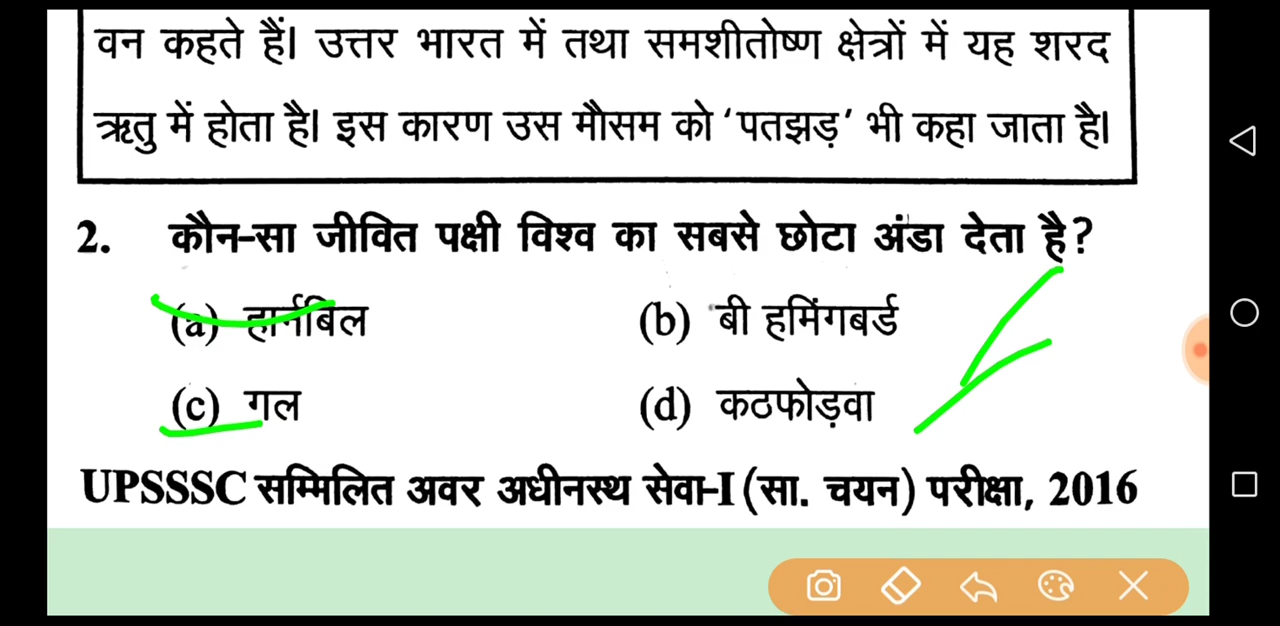 वन कहते हैं। उत्तर भारत में तथा समशीतोष्ण क्षेत्रों में यह शरद
ऋतु में होता है। इस कारण उस मौसम को ‘पतझड़’ भी कहा जाता है।
2. कौन-सा जीवित पक्षी विश्व का सबसे छोटा अंडा देता है?
(a) हार्नबिल (b) बी हमिंगबर्ड
(c) गल (d) कठफोड़वा
UPSSSC सम्मिलित अवर अधीनस्थ सेवा-I (सा. चयन) परीक्षा, 2016